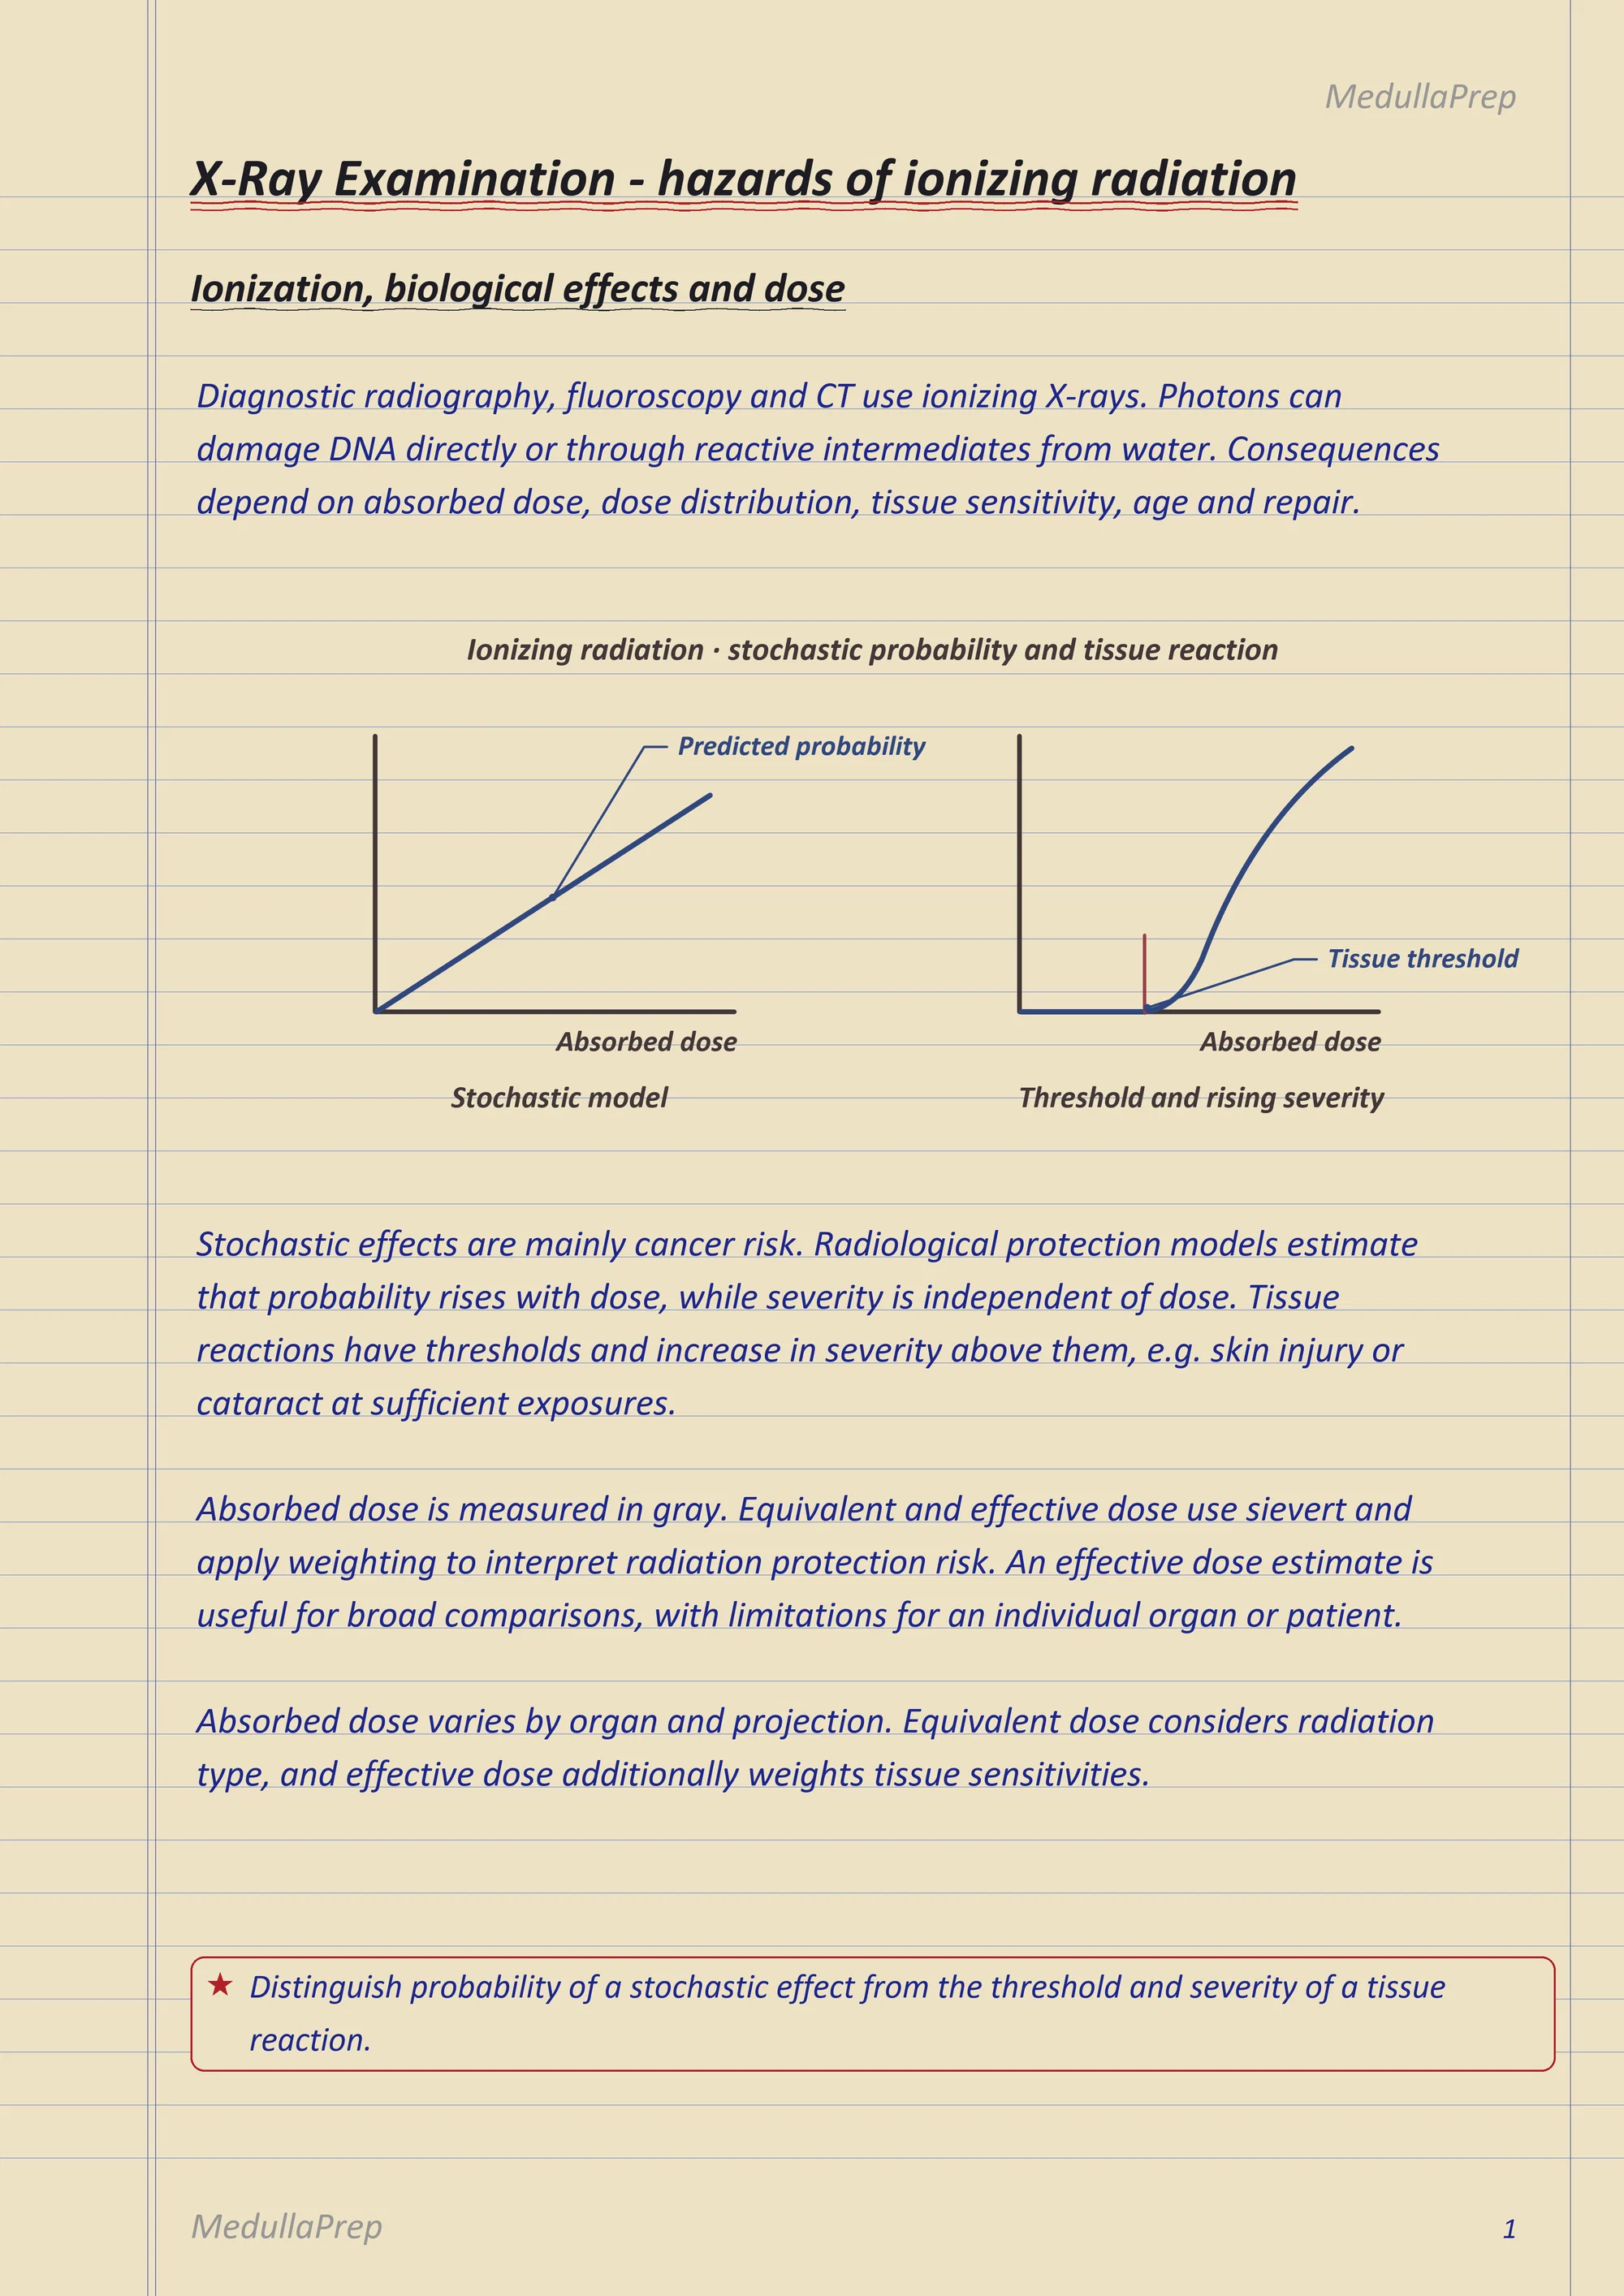 MedullaPrep
X-Ray Examination - hazards of ionizing radiation
Ionization, biological effects and dose
Diagnostic radiography, fluoroscopy and CT use ionizing X-rays. Photons can
damage DNA directly or through reactive intermediates from water. Consequences
depend on absorbed dose, dose distribution, tissue sensitivity, age and repair.
Ionizing radiation · stochastic probability and tissue reaction
Predicted probability
Tissue threshold
Absorbed dose
Absorbed dose
Stochastic model
Threshold and rising severity
Stochastic effects are mainly cancer risk. Radiological protection models estimate
that probability rises with dose, while severity is independent of dose. Tissue
reactions have thresholds and increase in severity above them, e.g. skin injury or
cataract at sufficient exposures.
Absorbed dose is measured in gray. Equivalent and effective dose use sievert and
apply weighting to interpret radiation protection risk. An effective dose estimate is
useful for broad comparisons, with limitations for an individual organ or patient.
Absorbed dose varies by organ and projection. Equivalent dose considers radiation
type, and effective dose additionally weights tissue sensitivities.
★ Distinguish probability of a stochastic effect from the threshold and severity of a tissue
reaction.
MedullaPrep
1